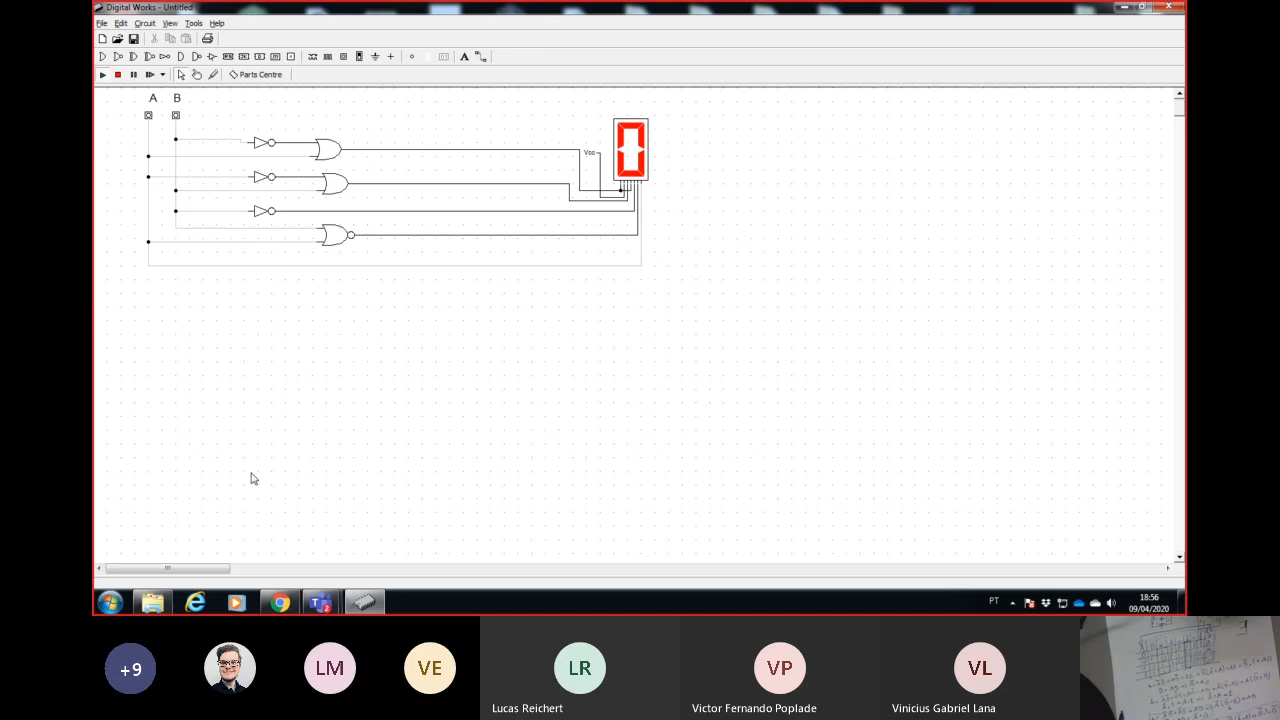 Digital Works - Untitled
File Edit Circuit View Tools Help
Parts Centre
A B
PT
18:56
09/04/2020
+9
LM
VE
LR
VP
VL
Lucas Reichert
Victor Fernando Poplade
Vinicius Gabriel Lana